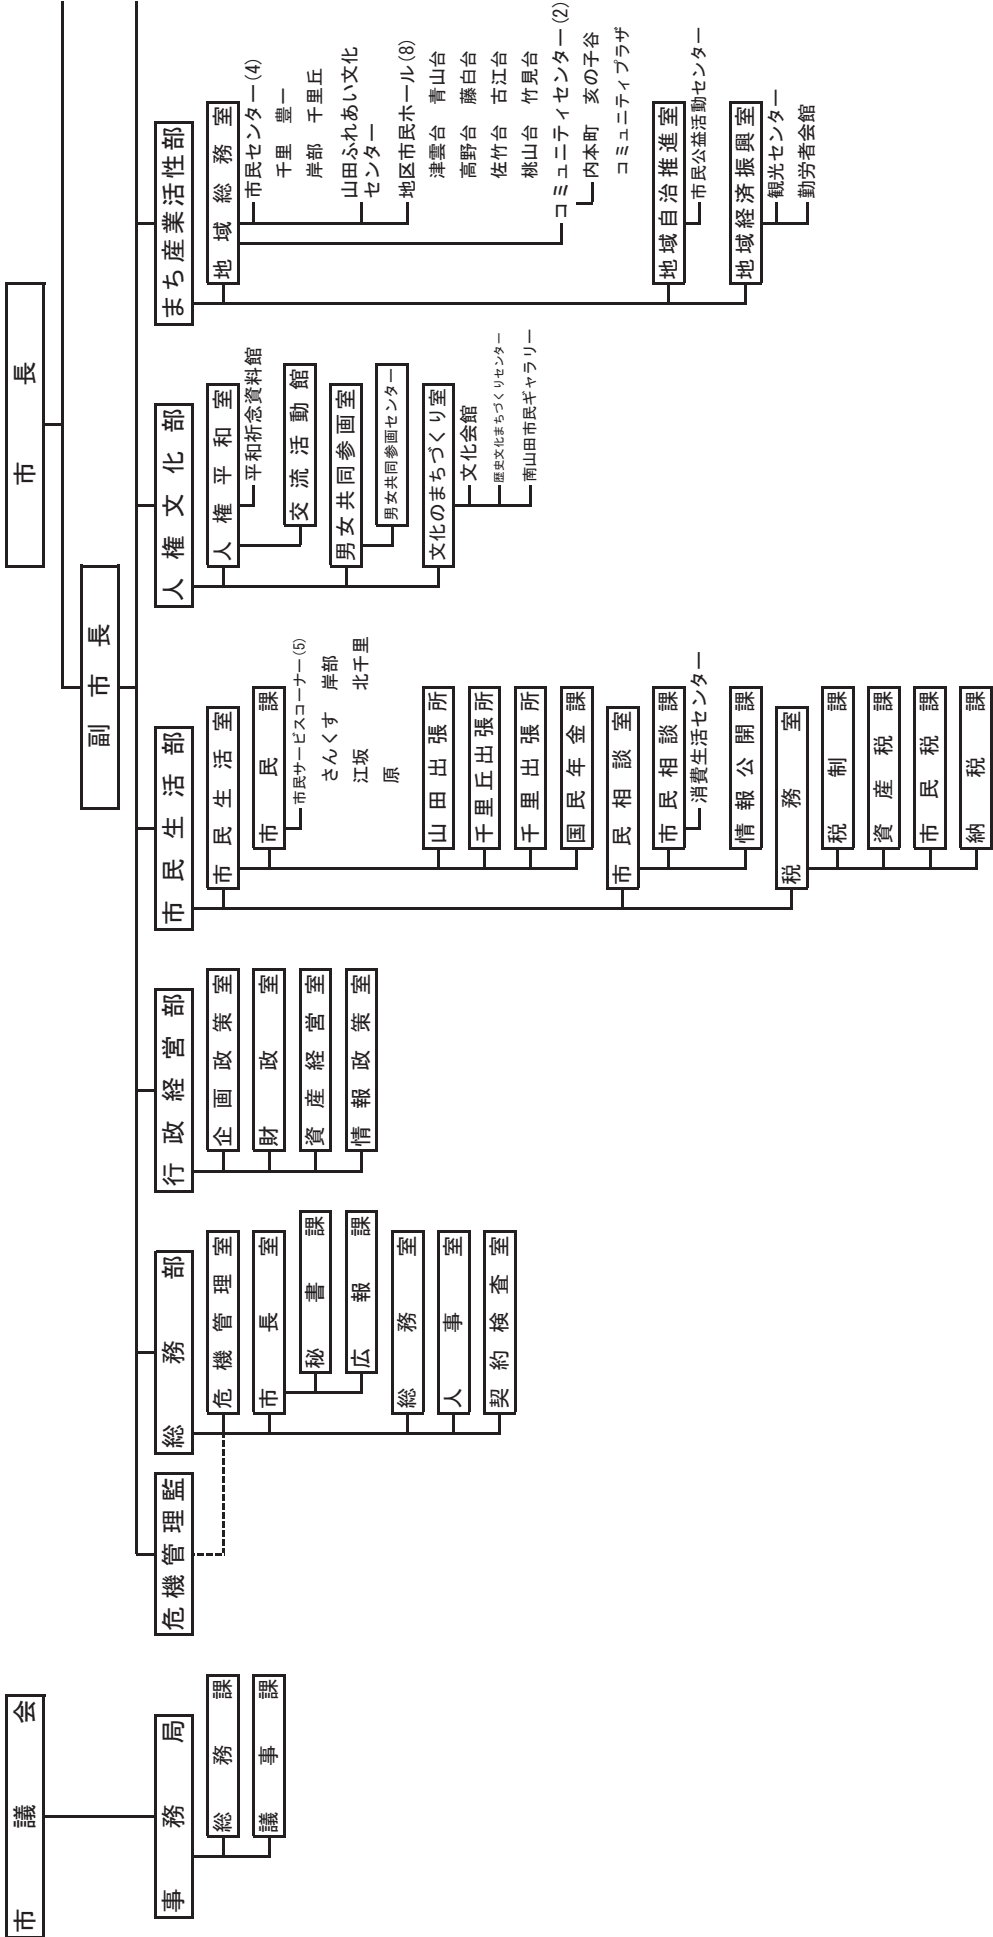 市議会
事務局
総務課
議事課
市長
副市長
危機管理監
総務部
危機管理室
市長室
秘書課
広報課
総務室
人事室
契約検査室
行政経営部
企画政策室
財政室
資産経営室
情報政策室
市民生活部
市民生活室
市民課
市民サービスコーナー(5)
さんくす 岸部
江坂 北千里
原
山田出張所
千里丘出張所
千里出張所
国民年金課
市民相談室
市民相談課
消費生活センター
情報公開課
税務室
税制課
資産税課
市民税課
納税課
人権文化部
人権平和室
平和祈念資料館
交流活動館
男女共同参画室
男女共同参画センター
文化のまちづくり室
文化会館
歴史文化まちづくりセンター
南山田市民ギャラリー
まち産業活性部
地域総務室
市民センター(4)
千里 豊一
岸部 千里丘
山田ふれあい文化
センター
地区市民ホール(8)
津雲台 青山台
高野台 藤白台
佐竹台 古江台
桃山台 竹見台
コミュニティセンター(2)
内本町 亥の子谷
コミュニティプラザ
地域自治推進室
市民公益活動センター
地域経済振興室
観光センター
勤労者会館